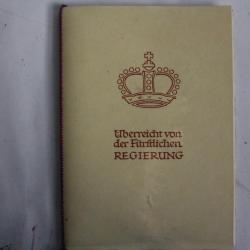 Überreicht von
der Fürstlichen
REGIERUNG